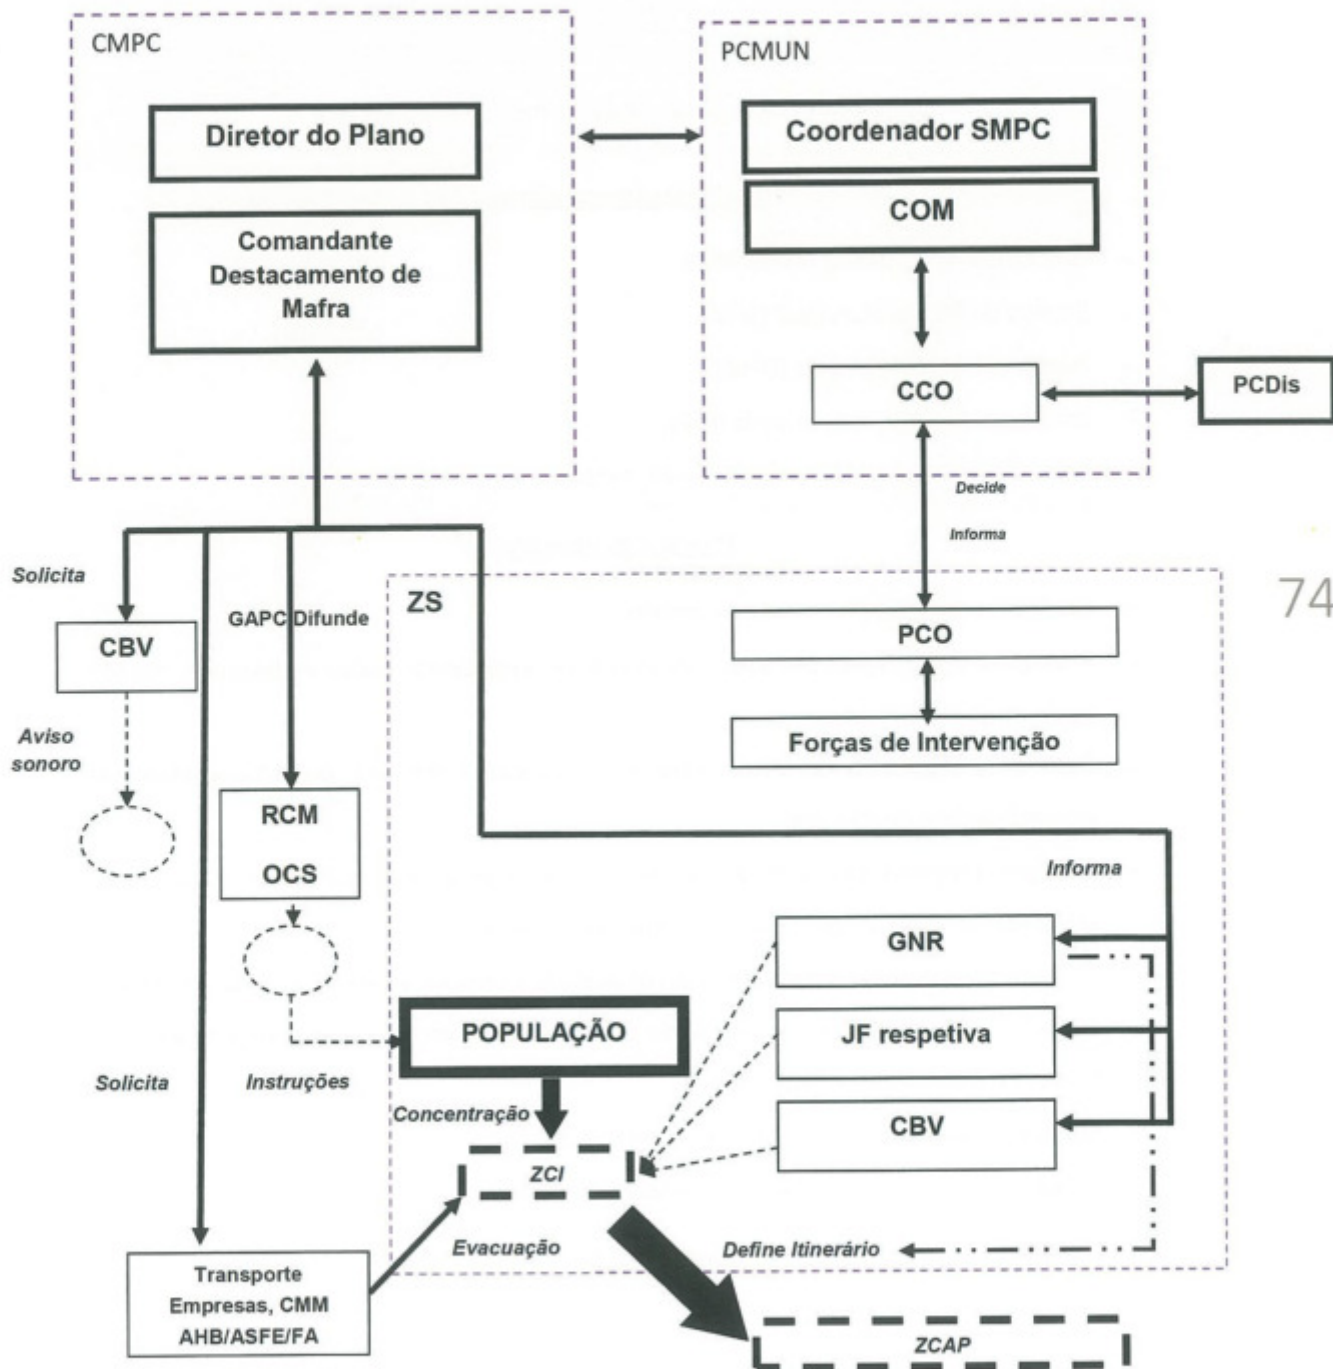 CMPC
PCMUN
Diretor do Plano
Coordenador SMPC
COM
Comandante
Destacamento de
Mafra
CCO
PCDis
Decide
Informa
Solicita
GAPC Difunde
ZS
74
CBV
PCO
Aviso
sonoro
Forças de Intervenção
RCM
OCS
Informa
GNR
POPULAÇÃO
JF respetiva
Solicita
Instruções
Concentração
CBV
ZCI
Evacuação
Define Itinerário
Transporte
Empresas, CMM
AHB/ASFE/FA
ZCAP